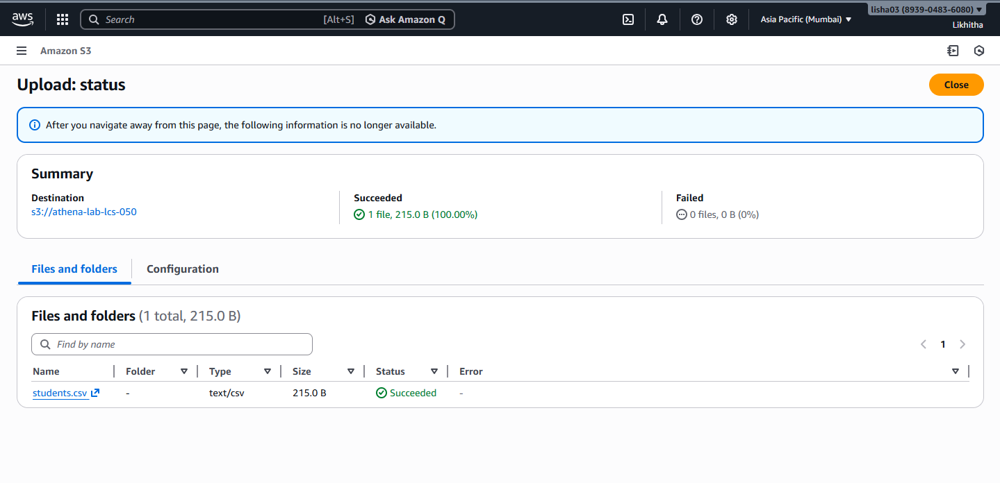 aws
Search [Alt+S] Ask Amazon Q
Asia Pacific (Mumbai) ▼
lisha03 (8939-0483-6080) ▼
Likhitha
Amazon S3
Upload: status
Close
After you navigate away from this page, the following information is no longer available.
Summary
Destination
s3://athena-lab-lcs-050
Succeeded
1 file, 215.0 B (100.00%)
Failed
0 files, 0 B (0%)
Files and folders
Configuration
Files and folders (1 total, 215.0 B)
Find by name
1
Name Folder Type Size Status Error
students.csv - text/csv 215.0 B Succeeded -